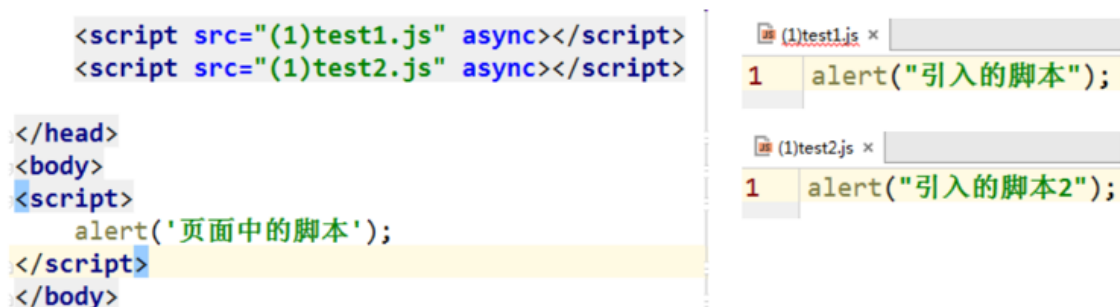 <script src="(1)test1.js" async></script>
<script src="(1)test2.js" async></script>
</head>
<body>
<script>
alert('页面中的脚本');
</script>
</body>
(1)test1.js ×
1 alert("引入的脚本");
(1)test2.js ×
1 alert("引入的脚本2");